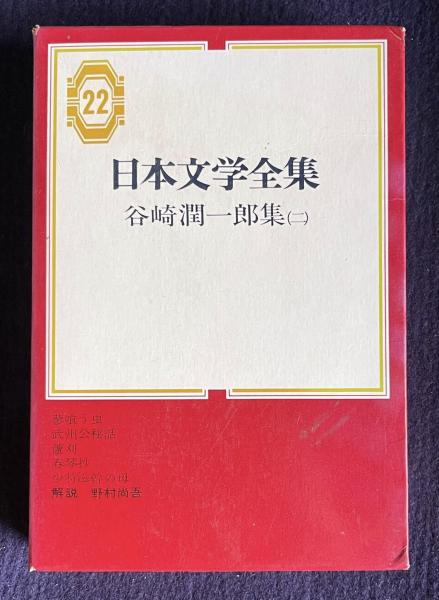 22
日本文学全集
谷崎潤一郎集(二)
蓼喰う虫
武州公秘話
蘆刈
春琴抄
少将滋幹の母
解説 野村尚吾